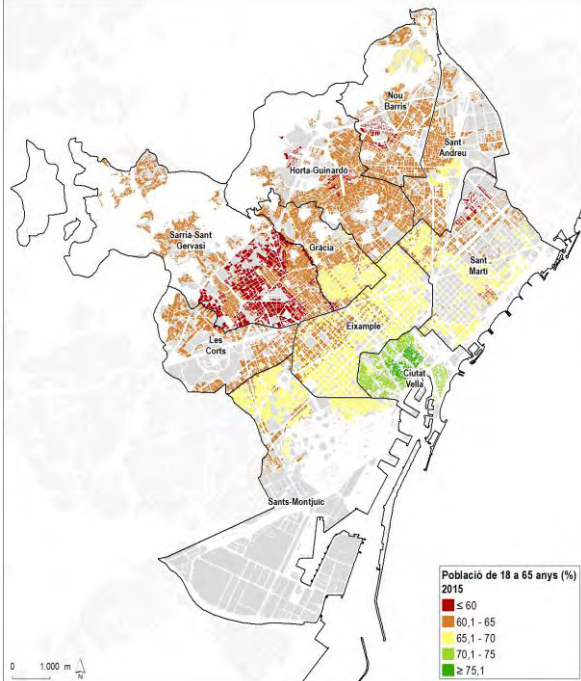 Nou
Barris
Sant
Andreu
Horta-Guinardó
Sarrià-Sant
Gervasi
Gràcia
Sant
Martí
Eixample
Les
Corts
Ciutat
Vella
Sants-Montjuïc
Població de 18 a 65 anys (%)
2015
≤ 60
60,1 - 65
65,1 - 70
70,1 - 75
≥ 75,1
0 1.000 m
N